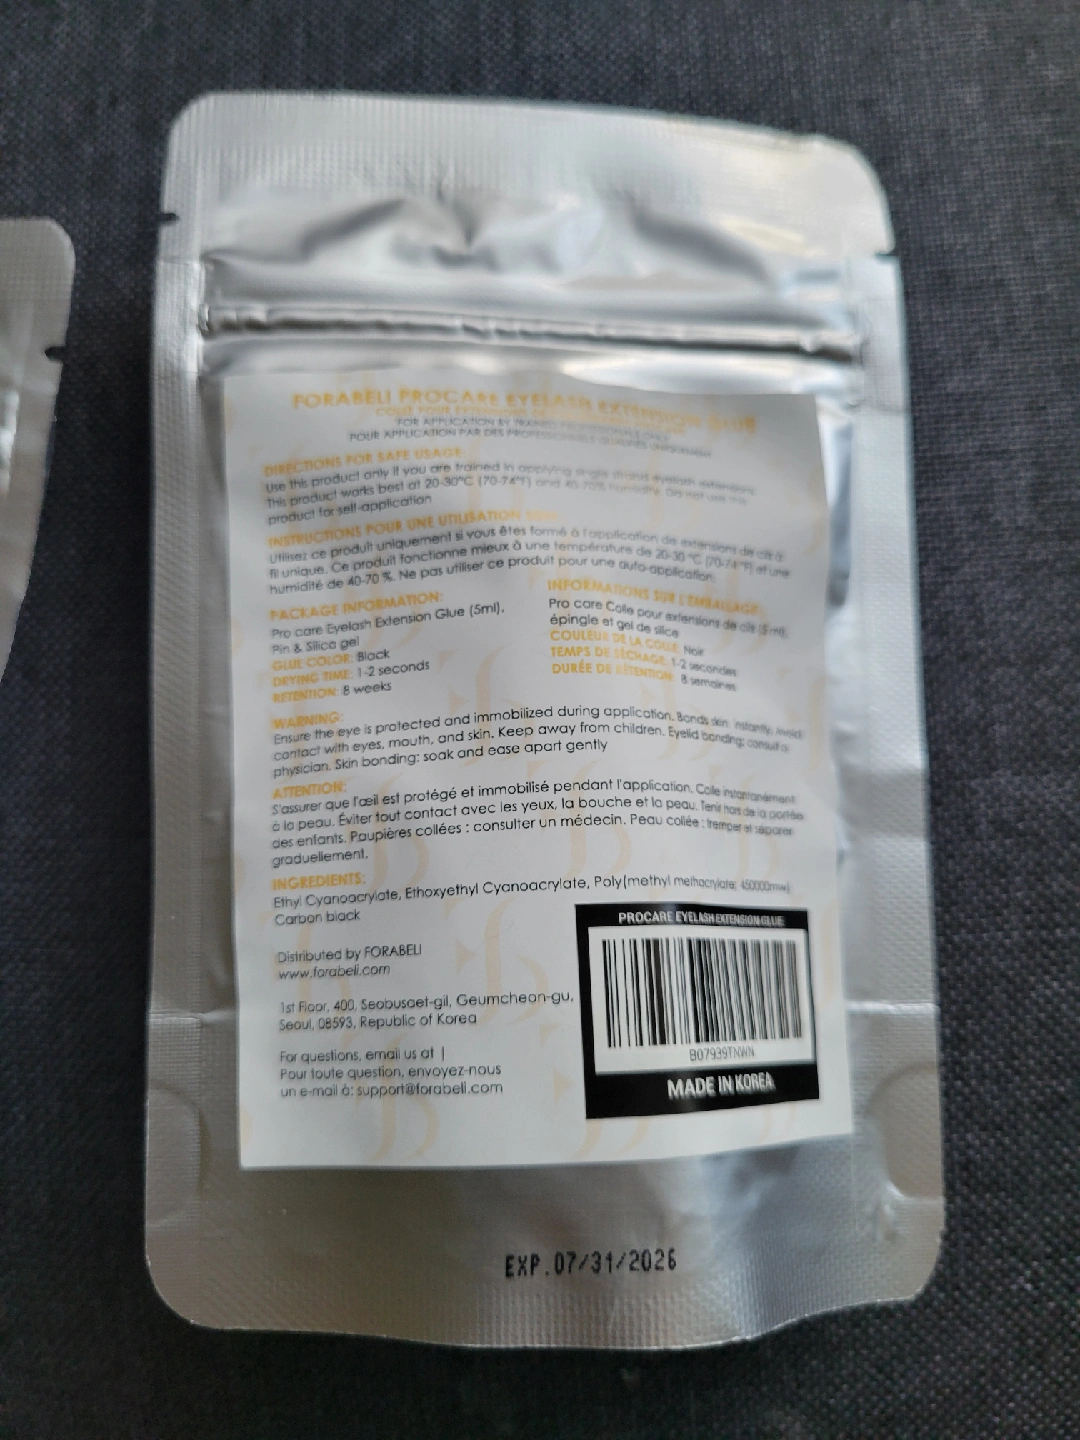 FORABELI PROCARE EYELASH EXTENSION GLUE
COLLE POUR EXTENSIONS DE
FOR APPLICATION BY TRAINED PROFESSIONALS ONLY
POUR APPLICATION PAR DES PROFESSIONNELS QUALIFIÉS UNIQUEMENT
DIRECTIONS FOR SAFE USAGE:
Use this product only if you are trained in applying single strand eyelash extensions.
This product works best at 20-30°C (70-74°F) and 40-70% humidity. Do not use this
product for self-application
INSTRUCTIONS POUR UNE UTILISATION
Utilisez ce produit uniquement si vous êtes formé à l'application de extensions de cils à
fil unique. Ce produit fonctionne mieux à une température de 20-30 °C (70-74 °F) et une
humidité de 40-70 %. Ne pas utiliser ce produit pour une auto-application.
PACKAGE INFORMATION:
Pro care Eyelash Extension Glue (5ml),
Pin & Silica gel
GLUE COLOR: Black
DRYING TIME: 1-2 seconds
RETENTION: 8 weeks
INFORMATIONS SUR L'EMBALLAGE:
Pro care Colle pour extensions de cils (5 ml),
épingle et gel de silice
COULEUR DE LA COLLE: Noir
TEMPS DE SÉCHAGE: 1-2 secondes
DURÉE DE RÉTENTION: 8 semaines
WARNING:
Ensure the eye is protected and immobilized during application. Bonds skin instantly. Avoid
contact with eyes, mouth, and skin. Keep away from children. Eyelid bonding: consult a
physician. Skin bonding: soak and ease apart gently
ATTENTION:
S'assurer que l'œil est protégé et immobilisé pendant l'application. Colle instantanément
à la peau. Éviter tout contact avec les yeux, la bouche et la peau. Tenir hors de la portée
des enfants. Paupières collées : consulter un médecin. Peau collée : tremper et séparer
graduellement.
INGREDIENTS:
Ethyl Cyanoacrylate, Ethoxyethyl Cyanoacrylate, Poly(methyl methacrylate; 450000mw)
Carbon black
Distributed by FORABELI
www.forabeli.com
1st Floor, 400, Seobusaet-gil, Geumcheon-gu,
Seoul, 08593, Republic of Korea
For questions, email us at |
Pour toute question, envoyez-nous
un e-mail à: support@forabeli.com
PROCARE EYELASH EXTENSION GLUE
B07939TNWN
MADE IN KOREA
EXP.07/31/2026